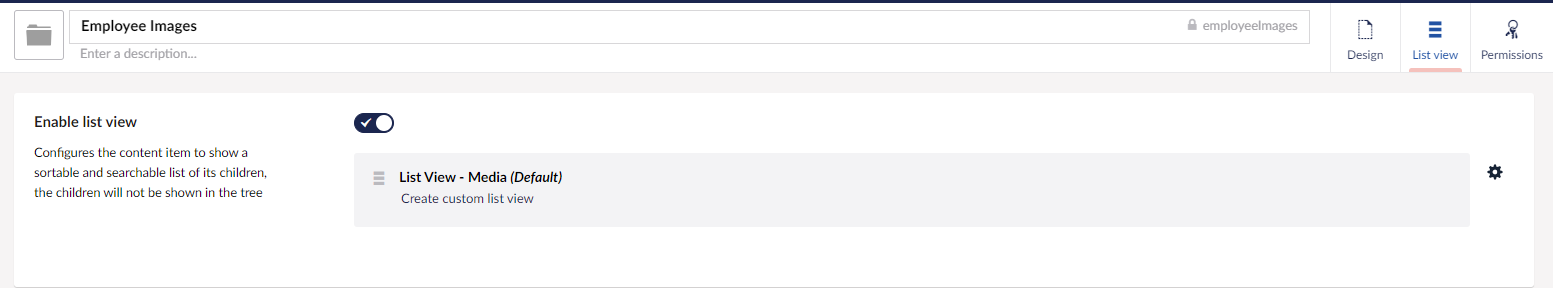 Employee Images
employeeImages
Enter a description...
Design
List view
Permissions
Enable list view
Configures the content item to show a
sortable and searchable list of its children,
the children will not be shown in the tree
List View - Media (Default)
Create custom list view